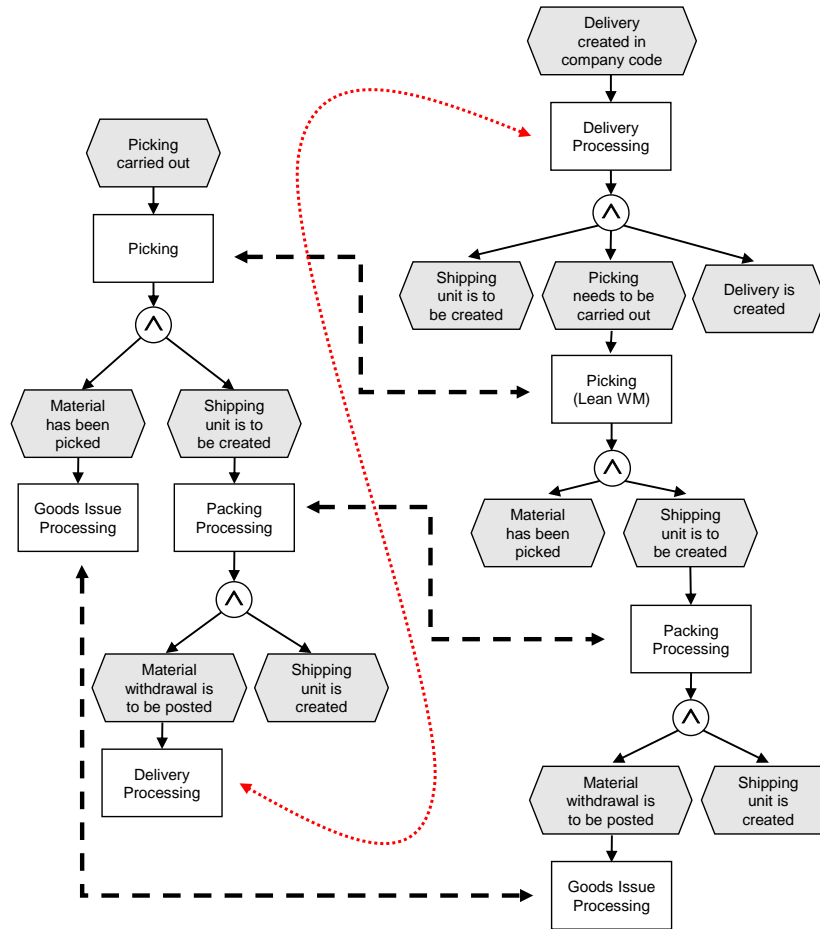 Delivery
created in
company code
Delivery
Processing
Picking
carried out
Picking
Shipping
unit is to
be created
Picking
needs to be
carried out
Delivery is
created
Picking
(Lean WM)
Material
has been
picked
Shipping
unit is to
be created
Goods Issue
Processing
Packing
Processing
Material
has been
picked
Shipping
unit is to
be created
Packing
Processing
Material
withdrawal is
to be posted
Shipping
unit is
created
Delivery
Processing
Material
withdrawal is
to be posted
Shipping
unit is
created
Goods Issue
Processing